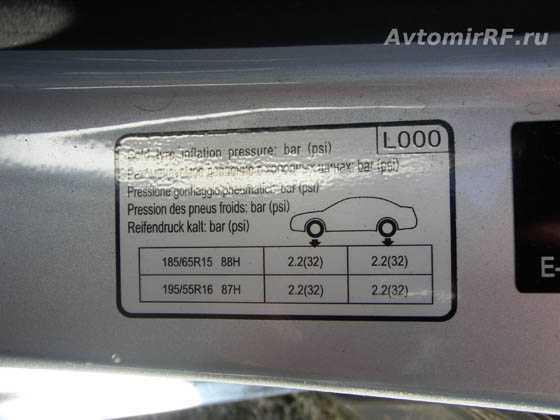 AvtomirRF.ru
L000
Cold tyre inflation pressure: bar (psi)
bar (psi)
Pressione gonfiaggio pneumatici: bar (psi)
Pression des pneus froids: bar (psi)
Reifendruck kalt: bar (psi)
185/65R15 88H 2.2(32) 2.2(32)
195/55R16 87H 2.2(32) 2.2(32)
E-